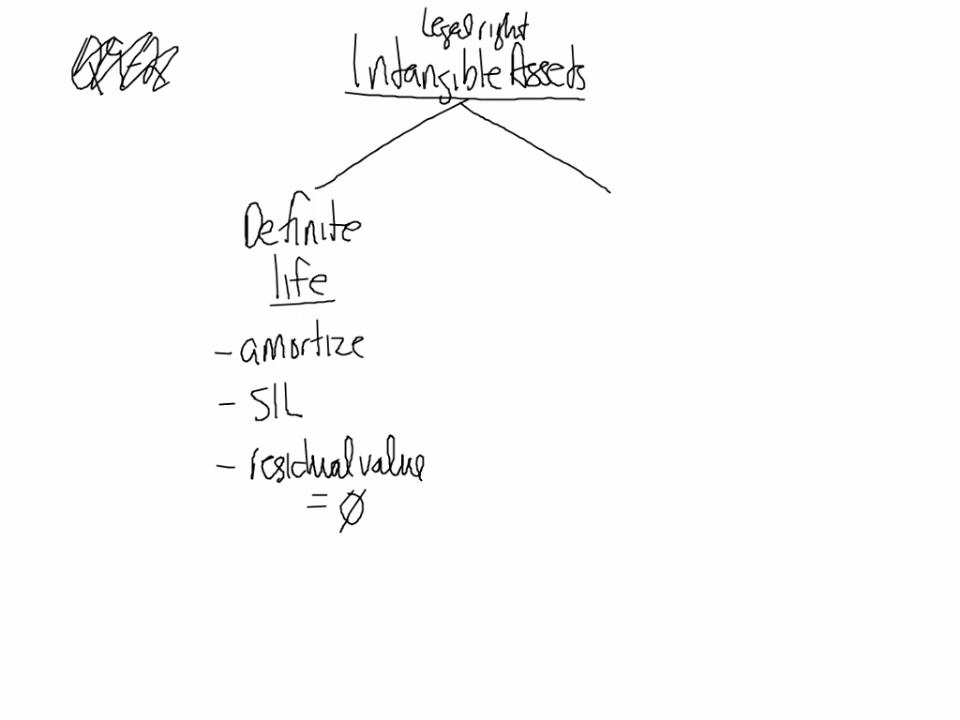 Legal right
Intangible Assets
Definite
life
- amortize
- S/L
- residual value
= Ø